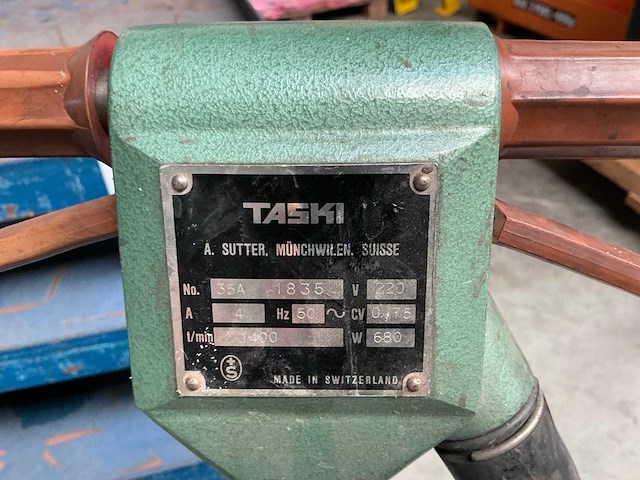 TASKI
A. SUTTER, MÜNCHWILEN, SUISSE
No. 35A 1835 V 220
A 4 Hz 50 ~ CV 0,75
t/min 1400 W 680
+S
MADE IN SWITZERLAND